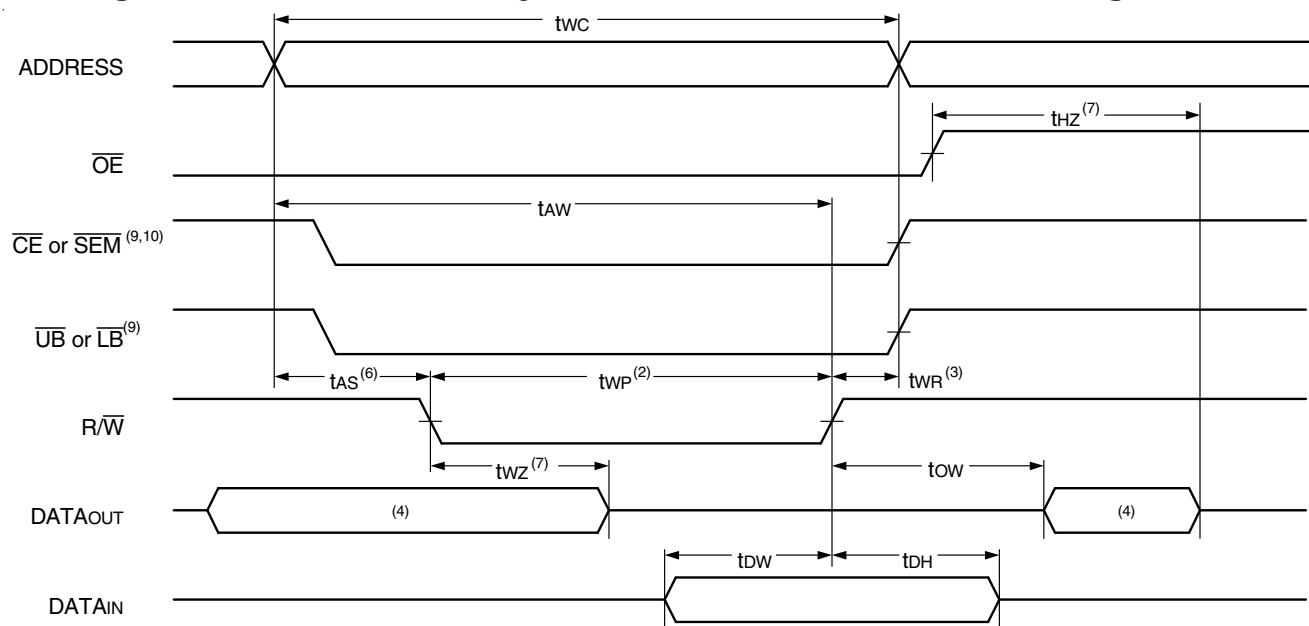 tWC
ADDRESS
tHZ(7)
OE
tAW
CE or SEM (9,10)
UB or LB(9)
tAS(6)
tWP(2)
tWR(3)
R/W
tWZ(7)
tOW
DATAOUT
(4)
(4)
tDW
tDH
DATAIN